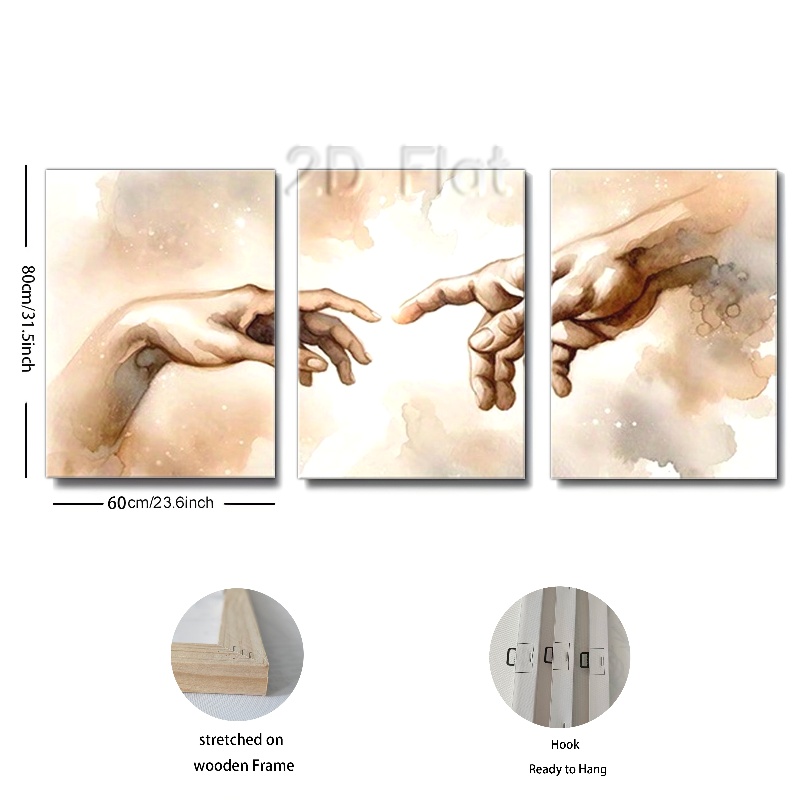 2D Flat
80cm/31.5inch
60cm/23.6inch
stretched on
wooden Frame
Hook
Ready to Hang